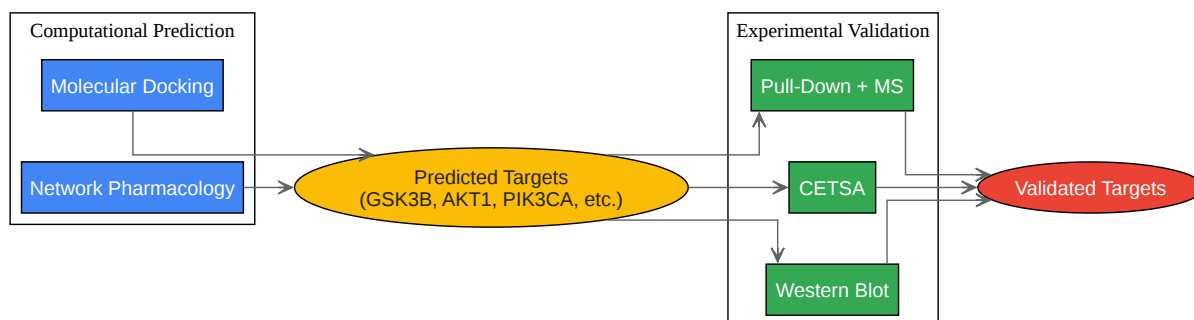 Computational Prediction
Molecular Docking
Network Pharmacology
Predicted Targets
(GSK3B, AKT1, PIK3CA, etc.)
Experimental Validation
Pull-Down + MS
CETSA
Western Blot
Validated Targets